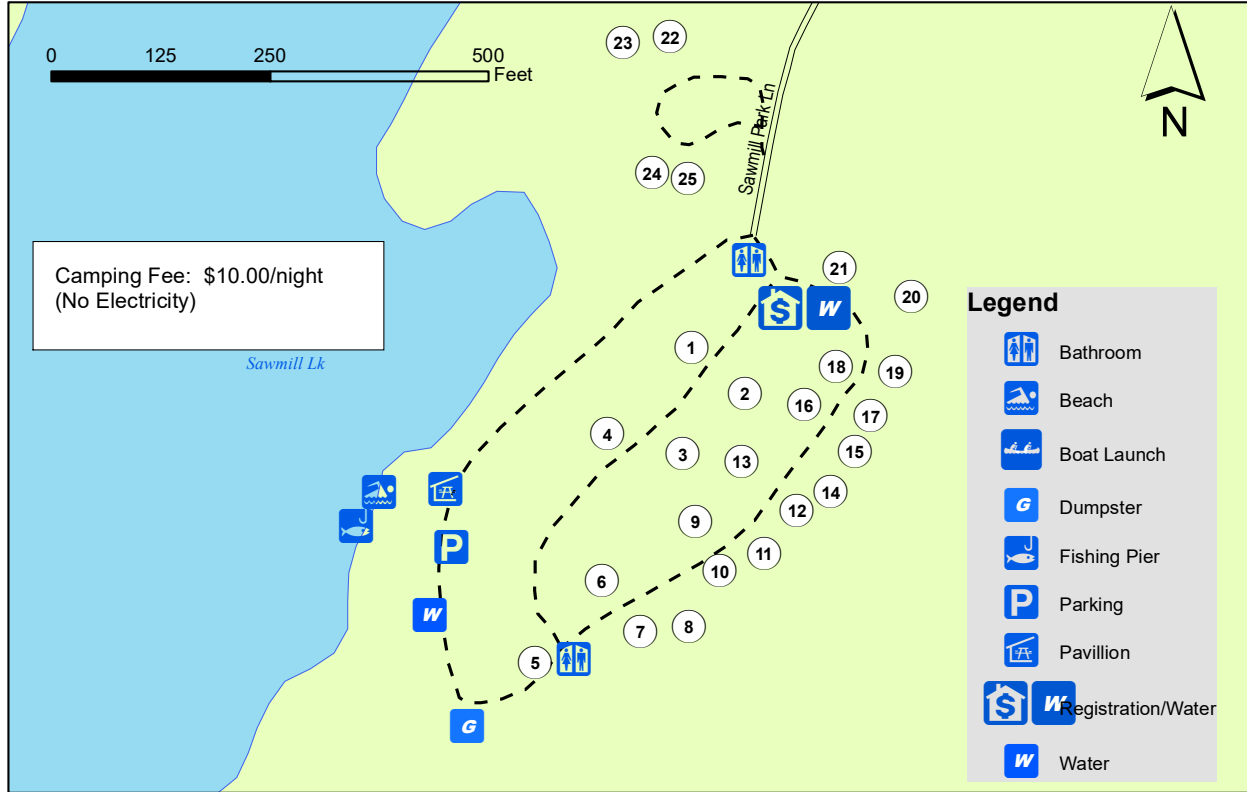 0 125 250 500
Feet
23 22
Sawmill Park Ln
N
24 25
Camping Fee: $10.00/night
(No Electricity)
Sawmill Lk
21
20
$ W
1
18
19
2
16
17
4
3
13
15
14
12
9
P
11
10
6
W
7
8
5
G
Legend
Bathroom
Beach
Boat Launch
G Dumpster
Fishing Pier
P Parking
Pavillion
$ W Registration/Water
W Water